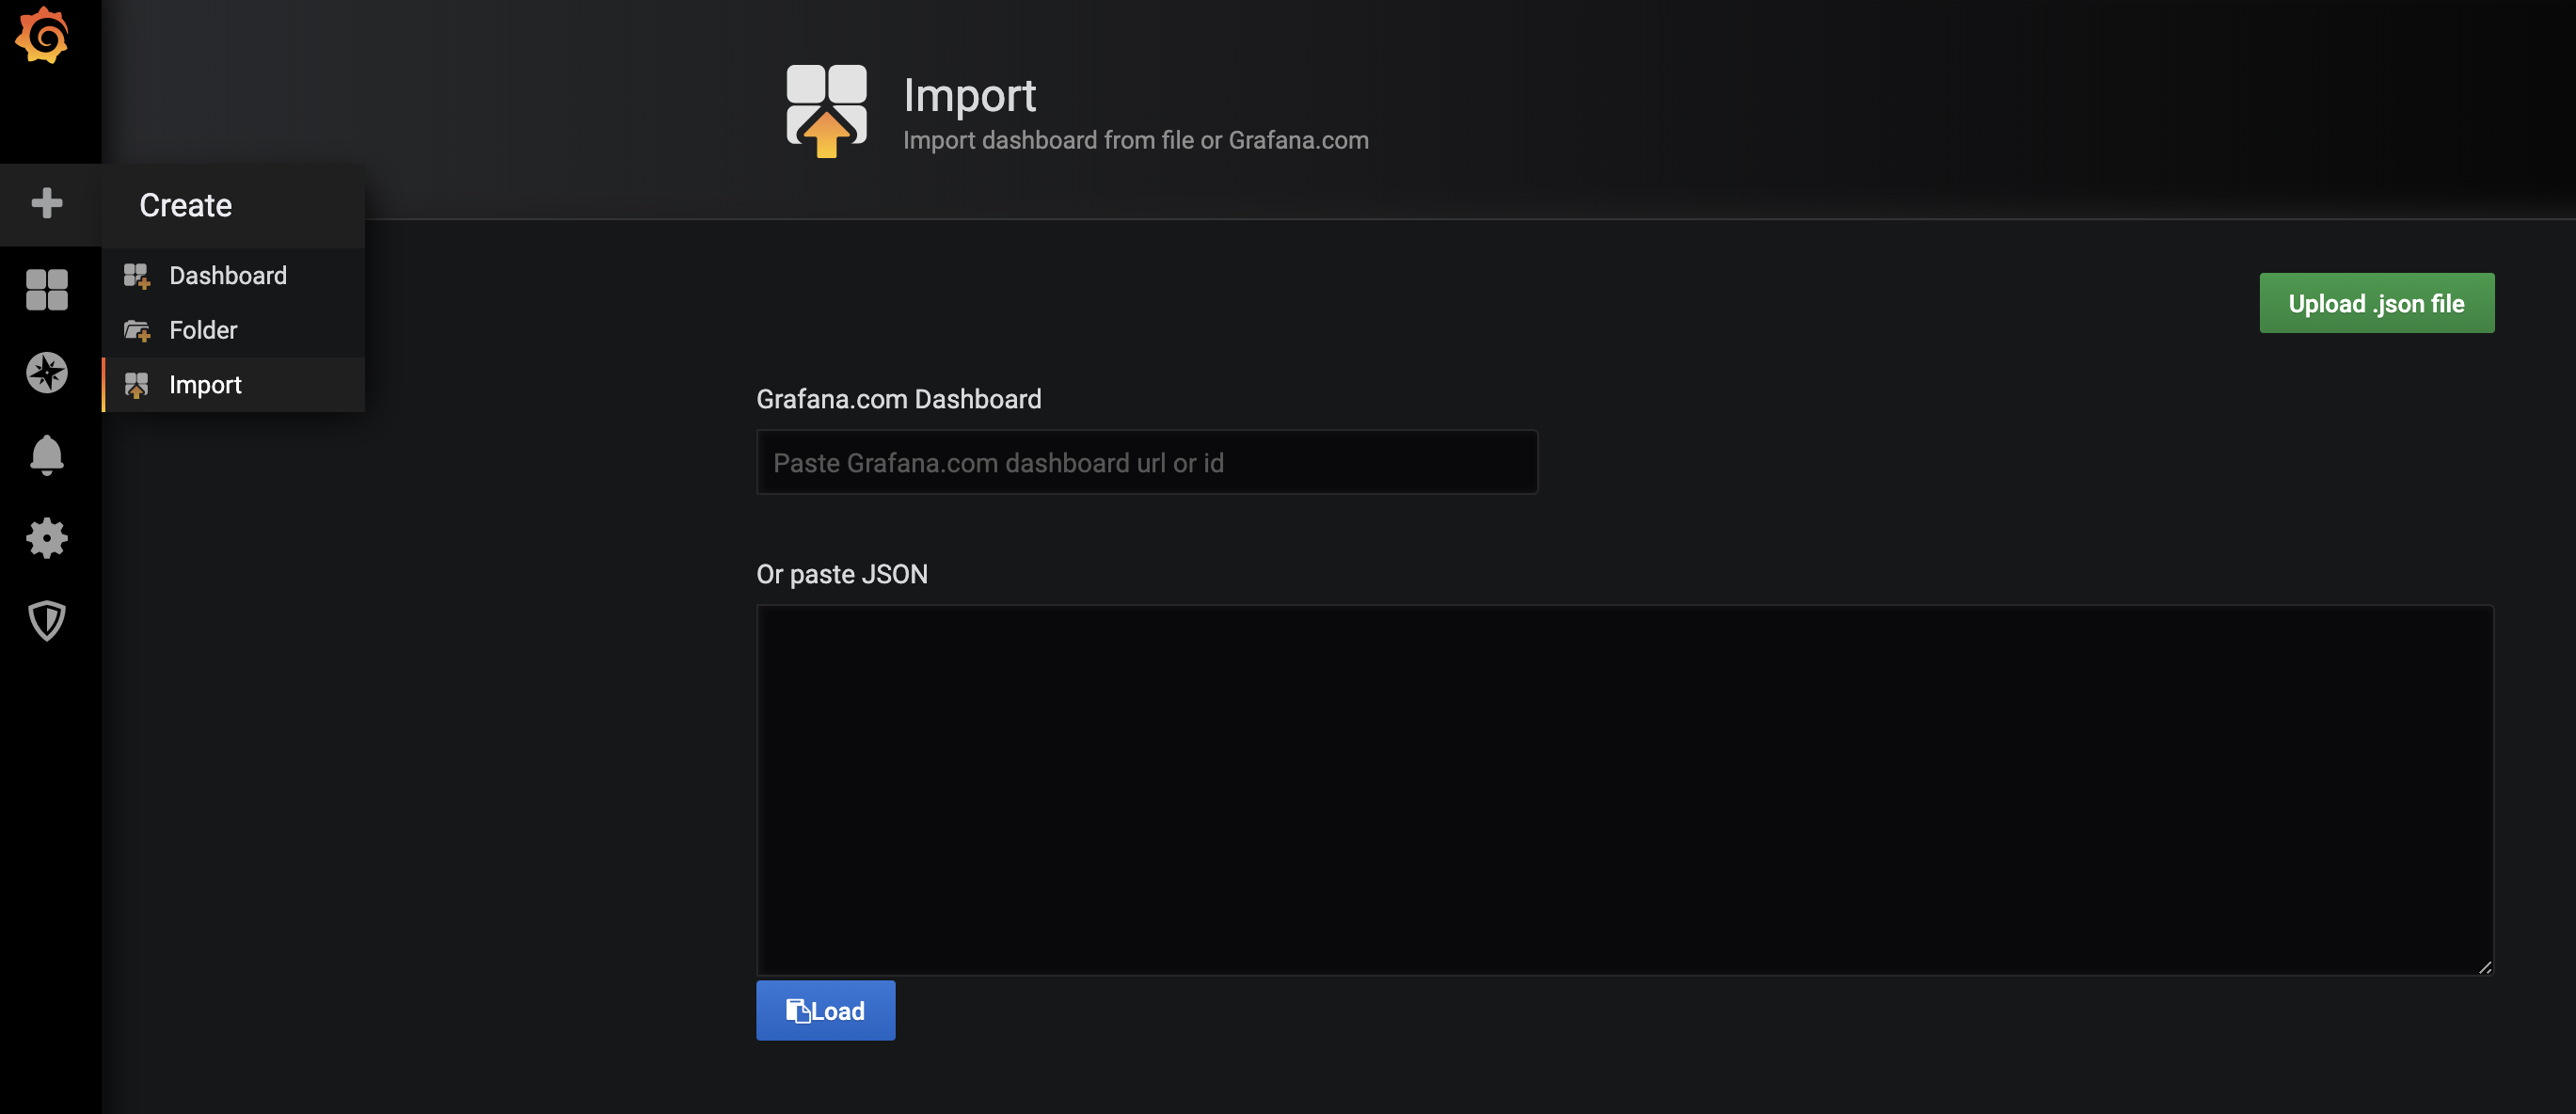 Import
Import dashboard from file or Grafana.com
Create
Dashboard
Folder
Import
Upload .json file
Grafana.com Dashboard
Paste Grafana.com dashboard url or id
Or paste JSON
Load